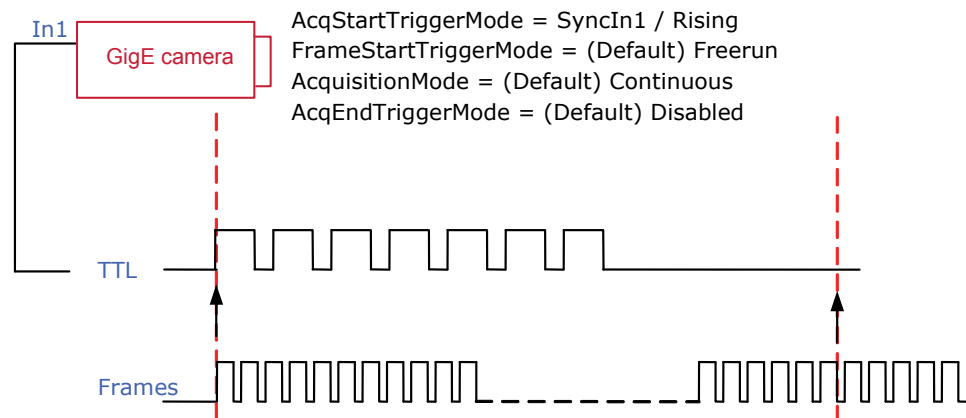 In1
GigE camera
AcqStartTriggerMode = SyncIn1 / Rising
FrameStartTriggerMode = (Default) Freerun
AcquisitionMode = (Default) Continuous
AcqEndTriggerMode = (Default) Disabled
TTL
Frames